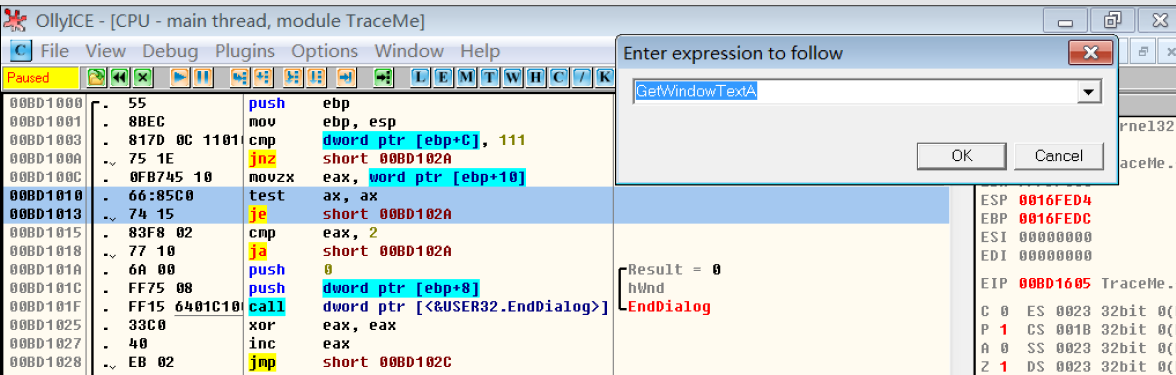 OllyICE - [CPU - main thread, module TraceMe]
C File View Debug Plugins Options Window Help
Paused L E M T W H C / K
Enter expression to follow
GetWindowTextA
OK Cancel
00BD1000 . 55 push ebp
00BD1001 . 8BEC mov ebp, esp
00BD1003 . 817D 0C 1101 cmp dword ptr [ebp+C], 111
00BD100A . 75 1E jnz short 00BD102A
00BD100C . 0FB745 10 movzx eax, word ptr [ebp+10]
00BD1010 . 66:85C0 test ax, ax
00BD1013 . 74 15 je short 00BD102A
00BD1015 . 83F8 02 cmp eax, 2
00BD1018 . 77 10 ja short 00BD102A
00BD101A . 6A 00 push 0 Result = 0
00BD101C . FF75 08 push dword ptr [ebp+8] hWnd
00BD101F . FF15 6401C100 call dword ptr [<&USER32.EndDialog>] EndDialog
00BD1025 . 33C0 xor eax, eax
00BD1027 . 40 inc eax
00BD1028 . EB 02 jmp short 00BD102C
rnel32
aceMe.
ESP 0016FED4
EBP 0016FEDC
ESI 00000000
EDI 00000000
EIP 00BD1605 TraceMe.
C 0 ES 0023 32bit 0(
P 1 CS 001B 32bit 0(
A 0 SS 0023 32bit 0(
Z 1 DS 0023 32bit 0(